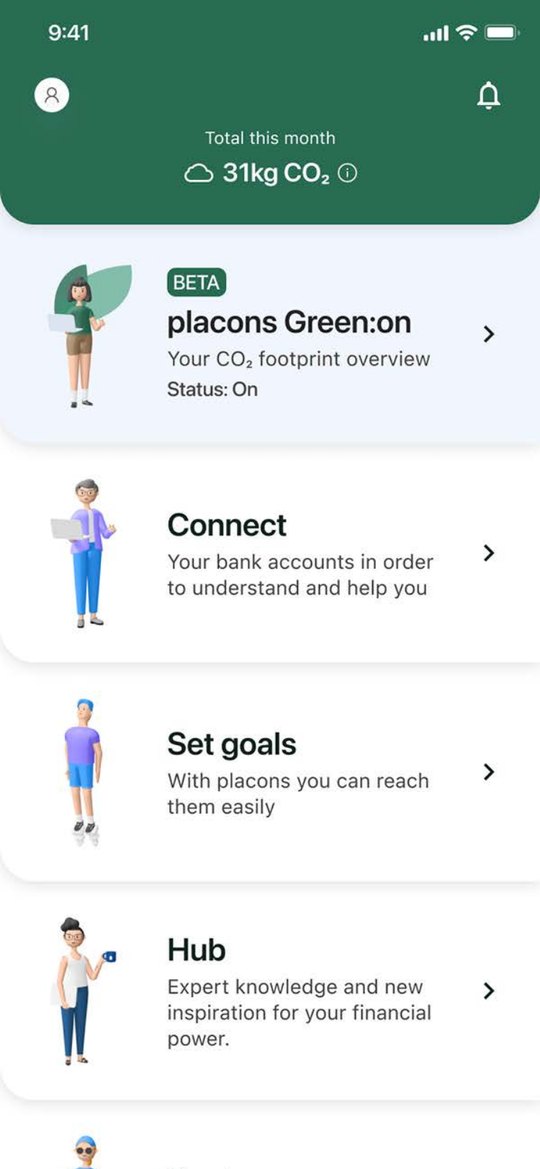 9:41
Total this month
31kg CO₂
BETA
placons Green:on
Your CO₂ footprint overview
Status: On
Connect
Your bank accounts in order
to understand and help you
Set goals
With placons you can reach
them easily
Hub
Expert knowledge and new
inspiration for your financial
power.